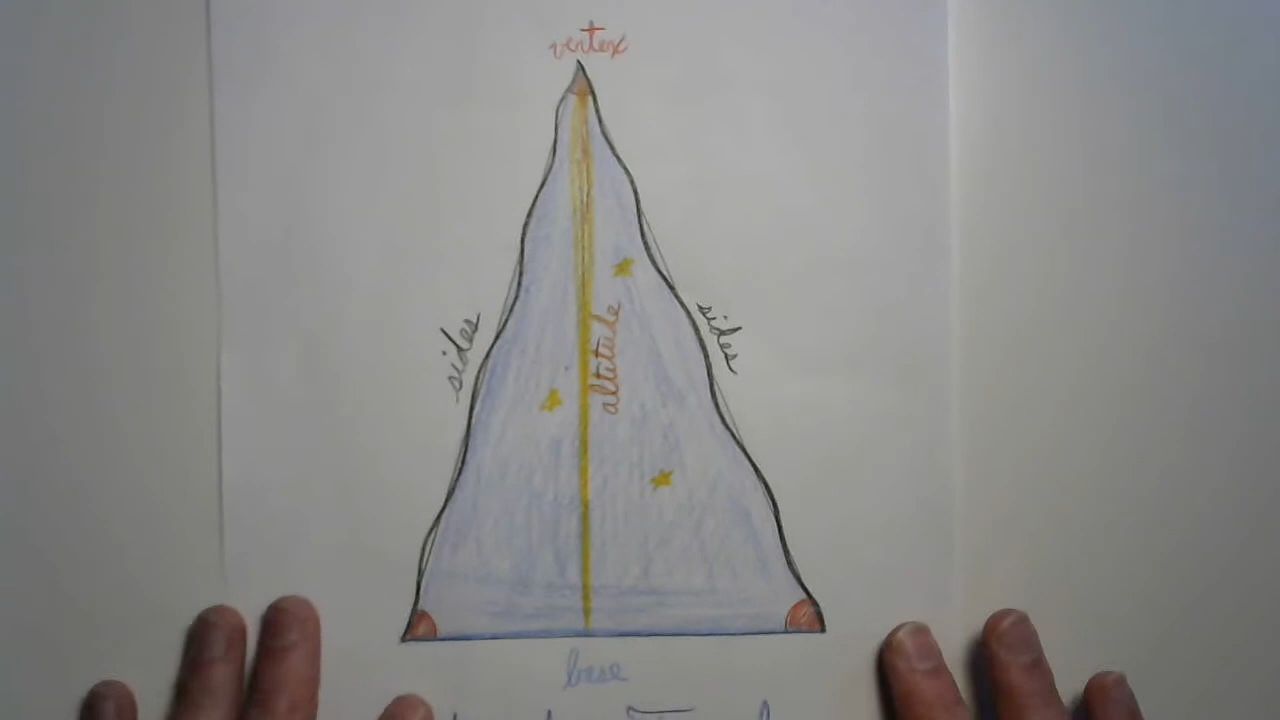 vertex
sides
sides
altitude
base